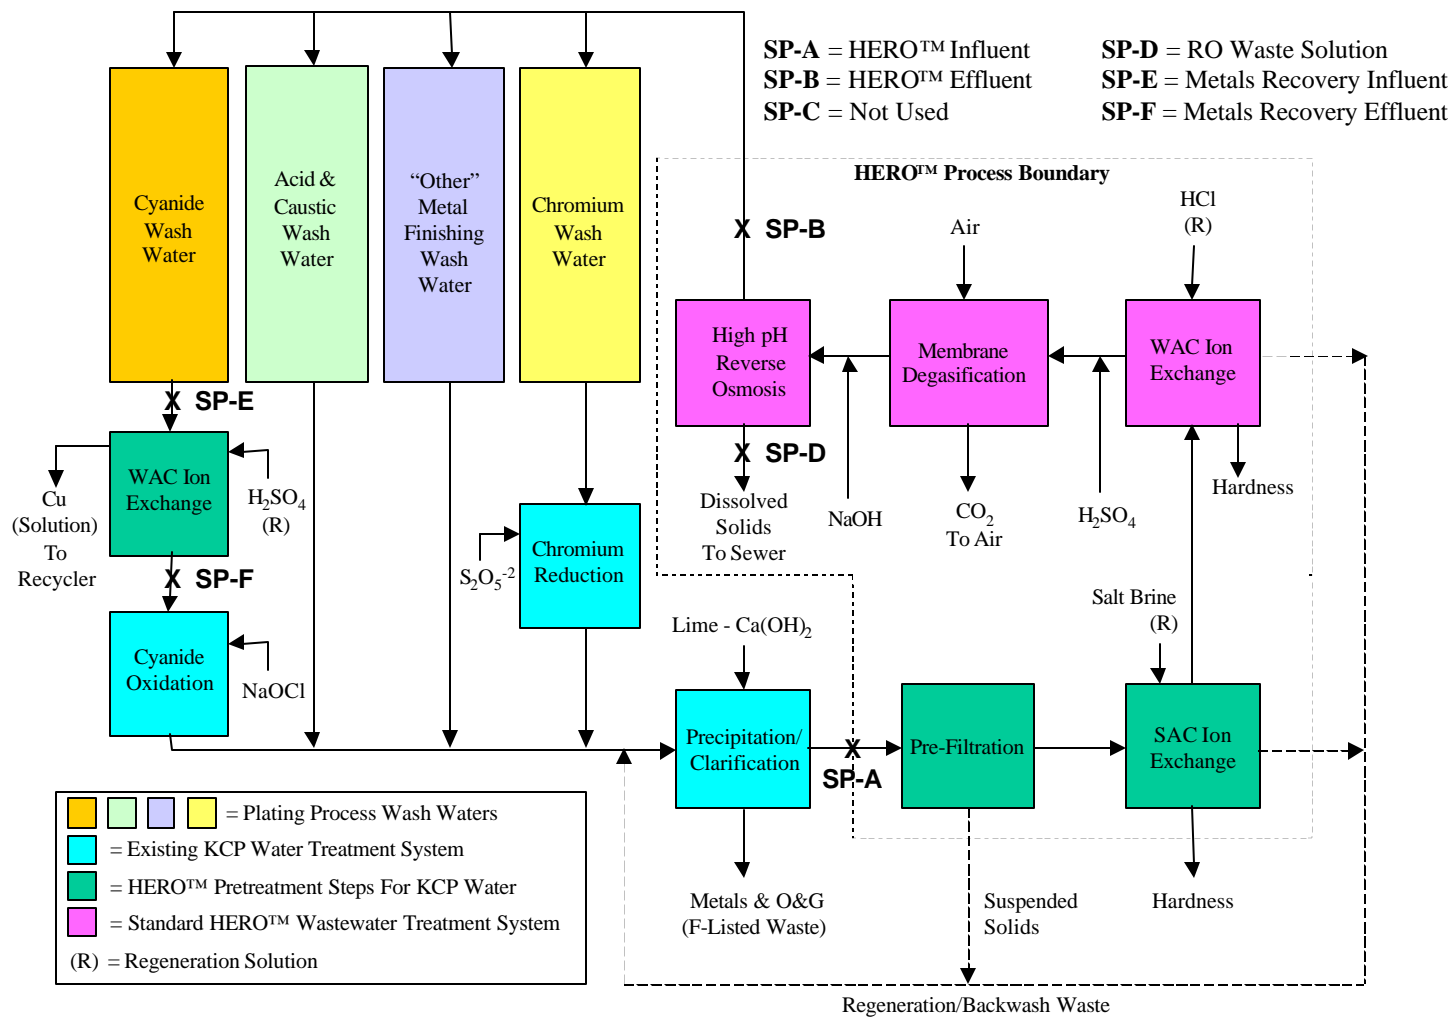 SP-A = HERO™ Influent
SP-B = HERO™ Effluent
SP-C = Not Used
SP-D = RO Waste Solution
SP-E = Metals Recovery Influent
SP-F = Metals Recovery Effluent
Cyanide
Wash
Water
Acid &
Caustic
Wash
Water
“Other”
Metal
Finishing
Wash
Water
Chromium
Wash
Water
HERO™ Process Boundary
X SP-B
Air
HCl
(R)
High pH
Reverse
Osmosis
Membrane
Degasification
WAC Ion
Exchange
X SP-E
X SP-D
WAC Ion
Exchange
Cu
(Solution)
To
Recycler
H2SO4
(R)
Dissolved
Solids
To Sewer
NaOH
CO2
To Air
H2SO4
Hardness
X SP-F
S2O5-2
Chromium
Reduction
Cyanide
Oxidation
NaOCl
Lime - Ca(OH)2
Salt Brine
(R)
Precipitation/
Clarification
X
SP-A
Pre-Filtration
SAC Ion
Exchange
Metals & O&G
(F-Listed Waste)
Suspended
Solids
Hardness
= Plating Process Wash Waters
= Existing KCP Water Treatment System
= HERO™ Pretreatment Steps For KCP Water
= Standard HERO™ Wastewater Treatment System
(R) = Regeneration Solution
Regeneration/Backwash Waste